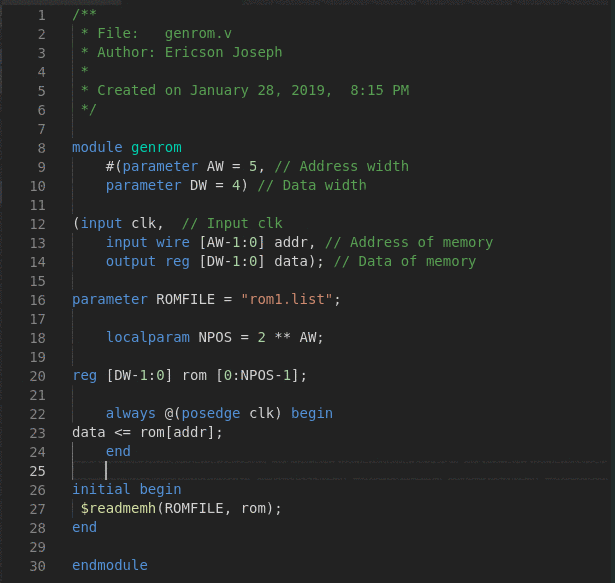 1 /**
2  * File:   genrom.v
3  * Author: Ericson Joseph
4  *
5  * Created on January 28, 2019,  8:15 PM
6  */
7
8 module genrom
9     #(parameter AW = 5, // Address width
10     parameter DW = 4) // Data width
11
12 (input clk,  // Input clk
13     input wire [AW-1:0] addr, // Address of memory
14     output reg [DW-1:0] data); // Data of memory
15
16 parameter ROMFILE = "rom1.list";
17
18     localparam NPOS = 2 ** AW;
19
20 reg [DW-1:0] rom [0:NPOS-1];
21
22     always @(posedge clk) begin
23 data <= rom[addr];
24     end
25
26 initial begin
27  $readmemh(ROMFILE, rom);
28 end
29
30 endmodule